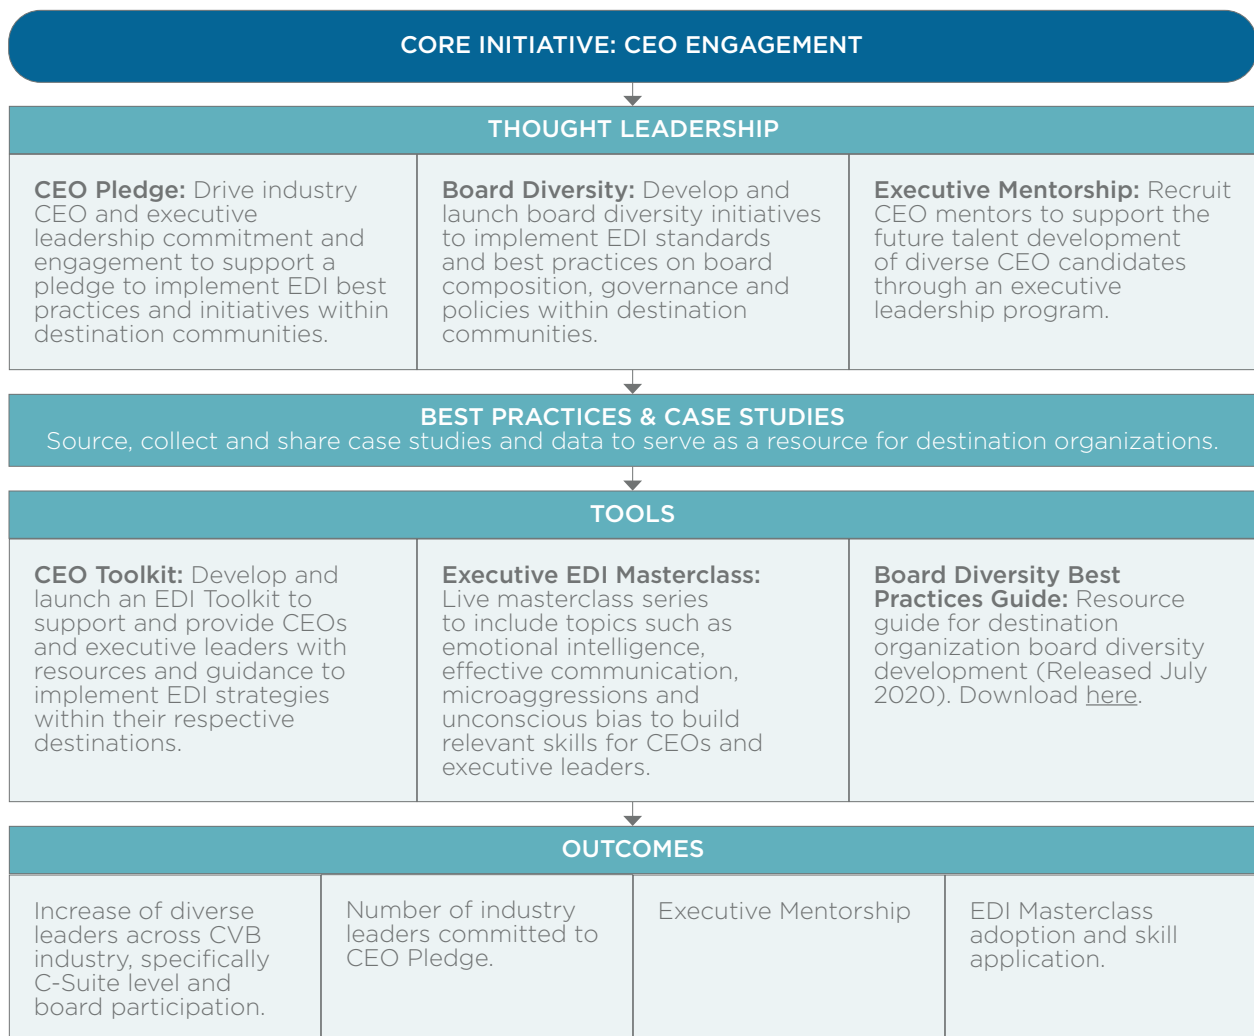 CORE INITIATIVE: CEO ENGAGEMENT
THOUGHT LEADERSHIP
CEO Pledge: Drive industry
CEO and executive
leadership commitment and
engagement to support a
pledge to implement EDI best
practices and initiatives within
destination communities.
Board Diversity: Develop and
launch board diversity initiatives
to implement EDI standards
and best practices on board
composition, governance and
policies within destination
communities.
Executive Mentorship: Recruit
CEO mentors to support the
future talent development
of diverse CEO candidates
through an executive
leadership program.
BEST PRACTICES & CASE STUDIES
Source, collect and share case studies and data to serve as a resource for destination organizations.
TOOLS
CEO Toolkit: Develop and
launch an EDI Toolkit to
support and provide CEOs
and executive leaders with
resources and guidance to
implement EDI strategies
within their respective
destinations.
Executive EDI Masterclass:
Live masterclass series
to include topics such as
emotional intelligence,
effective communication,
microaggressions and
unconscious bias to build
relevant skills for CEOs and
executive leaders.
Board Diversity Best
Practices Guide: Resource
guide for destination
organization board diversity
development (Released July
2020). Download here.
OUTCOMES
Increase of diverse
leaders across CVB
industry, specifically
C-Suite level and
board participation.
Number of industry
leaders committed to
CEO Pledge.
Executive Mentorship
EDI Masterclass
adoption and skill
application.